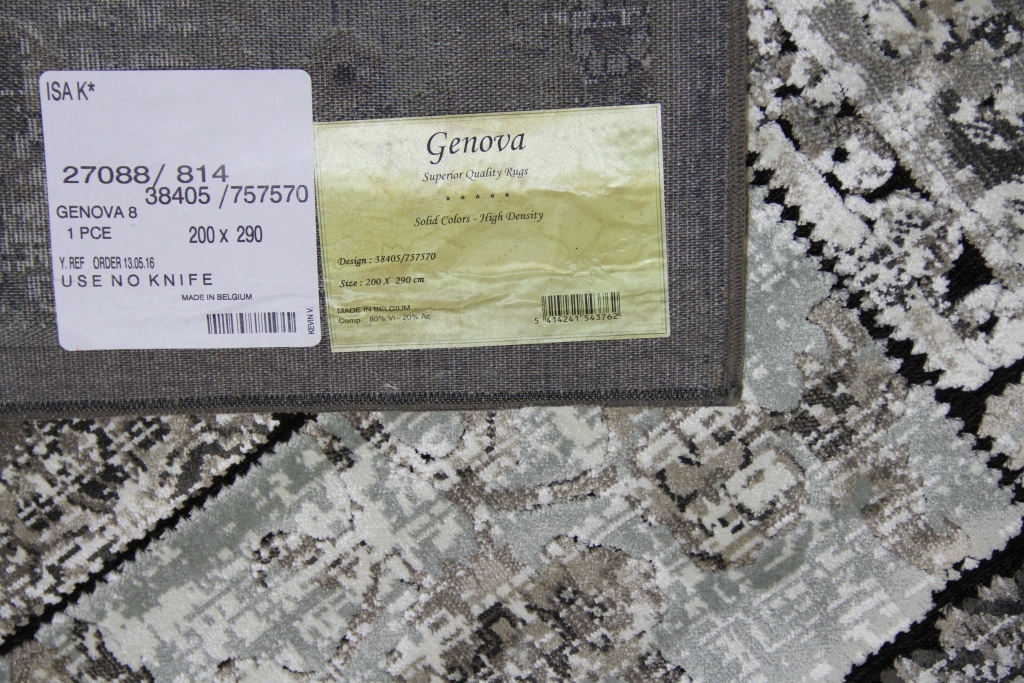 ISA K*
27088/ 814
38405 /757570
GENOVA 8
1 PCE
200 x 290
Y. REF ORDER 13.05.16
USE NO KNIFE
MADE IN BELGIUM
KEVIN V.
Genova
Superior Quality Rugs
* * * * *
Solid Colors - High Density
Design : 38405/757570
Size : 200 X 290 cm
MADE IN BELGIUM
Comp 80% Vi - 20% Ac
5 414241 543762